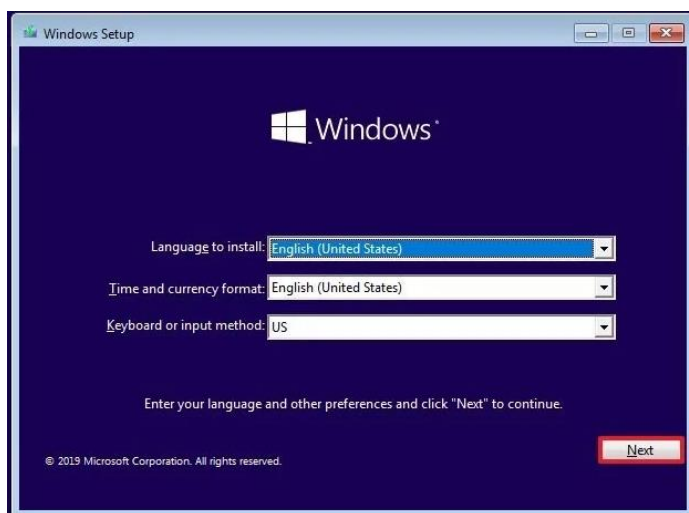 Windows Setup
Windows
Language to install: English (United States)
Time and currency format: English (United States)
Keyboard or input method: US
Enter your language and other preferences and click "Next" to continue.
Next
© 2019 Microsoft Corporation. All rights reserved.